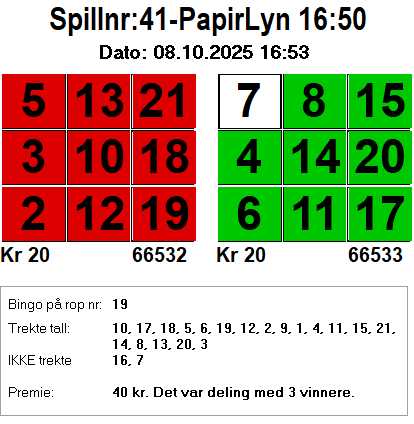 Spillnr:41-PapirLyn 16:50
Dato: 08.10.2025 16:53
5 13 21 7 8 15
3 10 18 4 14 20
2 12 19 6 11 17
Kr 20 66532 Kr 20 66533
Bingo på rop nr: 19
Trekte tall: 10, 17, 18, 5, 6, 19, 12, 2, 9, 1, 4, 11, 15, 21,
14, 8, 13, 20, 3
IKKE trekte 16, 7
Premie: 40 kr. Det var deling med 3 vinnere.